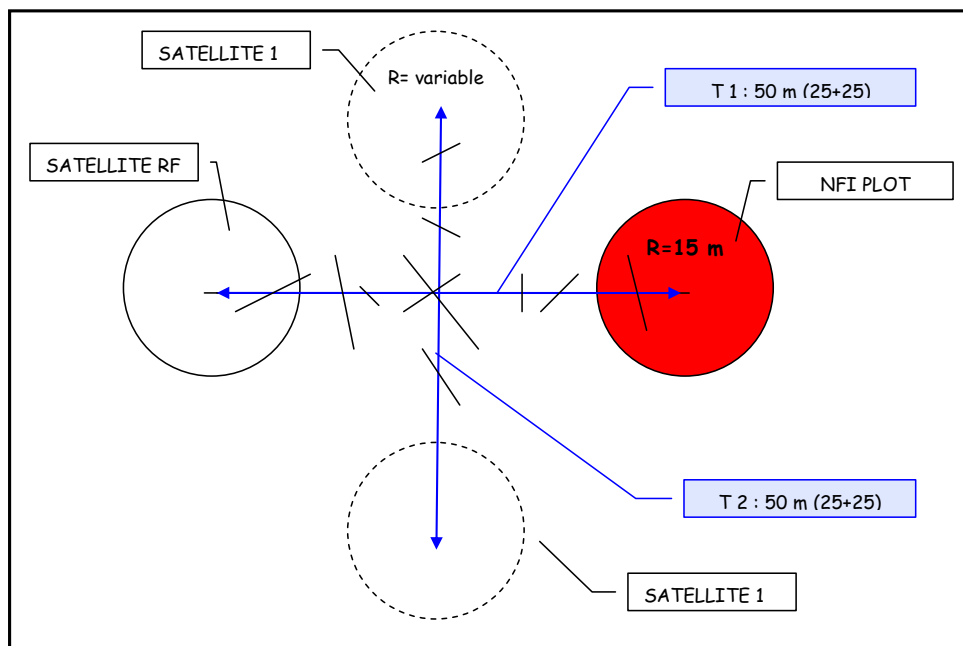 SATELLITE 1
R= variable
T 1 : 50 m (25+25)
SATELLITE RF
NFI PLOT
R=15 m
T 2 : 50 m (25+25)
SATELLITE 1